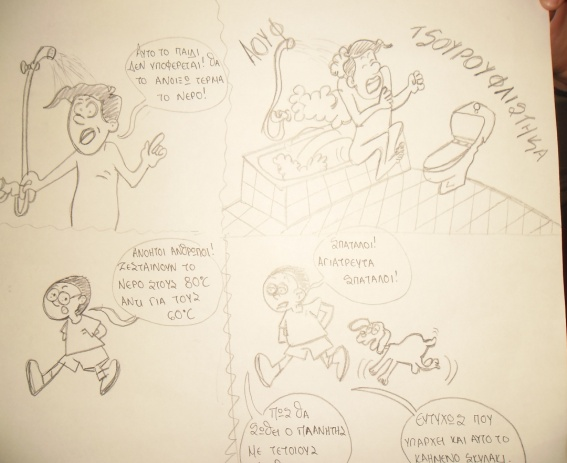 ΑΥΤΟ ΤΟ ΠΑΙΔΙ
ΔΕΝ ΥΠΟΦΕΡΕΤΑΙ! ΘΑ
ΤΟ ΑΝΟΙΞΩ ΤΕΡΜΑ
ΤΟ ΝΕΡΟ!
ΛΟΥΦ
ΤSΟΥΡΟΥΦΛΙΣΤΗΚΑ
ΑΝΟΗΤΟΙ ΑΝΘΡΩΠΟΙ!
ΖΕΣΤΑΙΝΟΥΝ ΤΟ
ΝΕΡΟ ΣΤΟΥΣ 80°C
ΑΝΤΙ ΓΙΑ ΤΟΥΣ
60°C
ΣΠΑΤΑΛΟΙ!
ΑΓΙΑΤΡΕΥΤΑ
ΣΠΑΤΑΛΟΙ!
ΠΩΣ ΘΑ
ΣΩΘΕΙ Ο ΠΛΑΝΗΤΗΣ
ΜΕ ΤΕΤΟΙΟΥΣ
ΕΥΤΥΧΩΣ ΠΟΥ
ΥΠΑΡΧΕΙ ΚΑΙ ΑΥΤΟ ΤΟ
ΚΑΗΜΕΝΟ ΣΚΥΛΑΚΙ